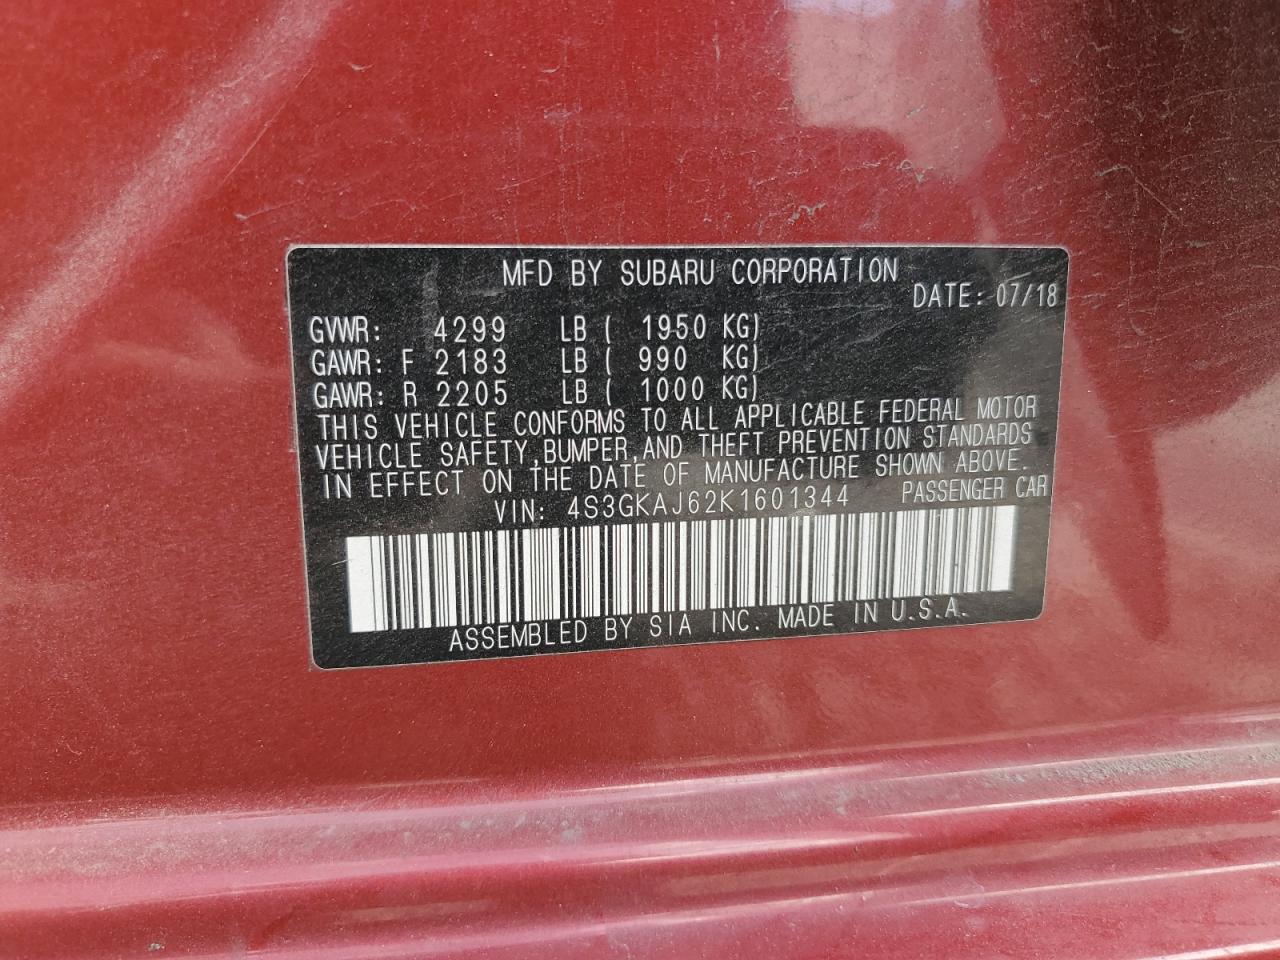 MFD BY SUBARU CORPORATION
DATE: 07/18
GVWR: 4299 LB ( 1950 KG)
GAWR: F 2183 LB ( 990 KG)
GAWR: R 2205 LB ( 1000 KG)
THIS VEHICLE CONFORMS TO ALL APPLICABLE FEDERAL MOTOR
VEHICLE SAFETY,BUMPER,AND THEFT PREVENTION STANDARDS
IN EFFECT ON THE DATE OF MANUFACTURE SHOWN ABOVE.
VIN: 4S3GKAJ62K1601344 PASSENGER CAR
ASSEMBLED BY SIA INC. MADE IN U.S.A.